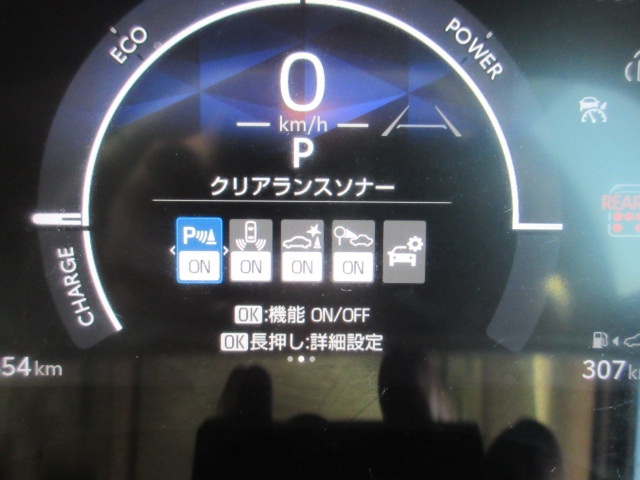 ECO
POWER
0
km/h
P
クリアランスソナー
P
ON ON ON ON
CHARGE
REAR
OK:機能 ON/OFF
OK長押し:詳細設定
54km
307k